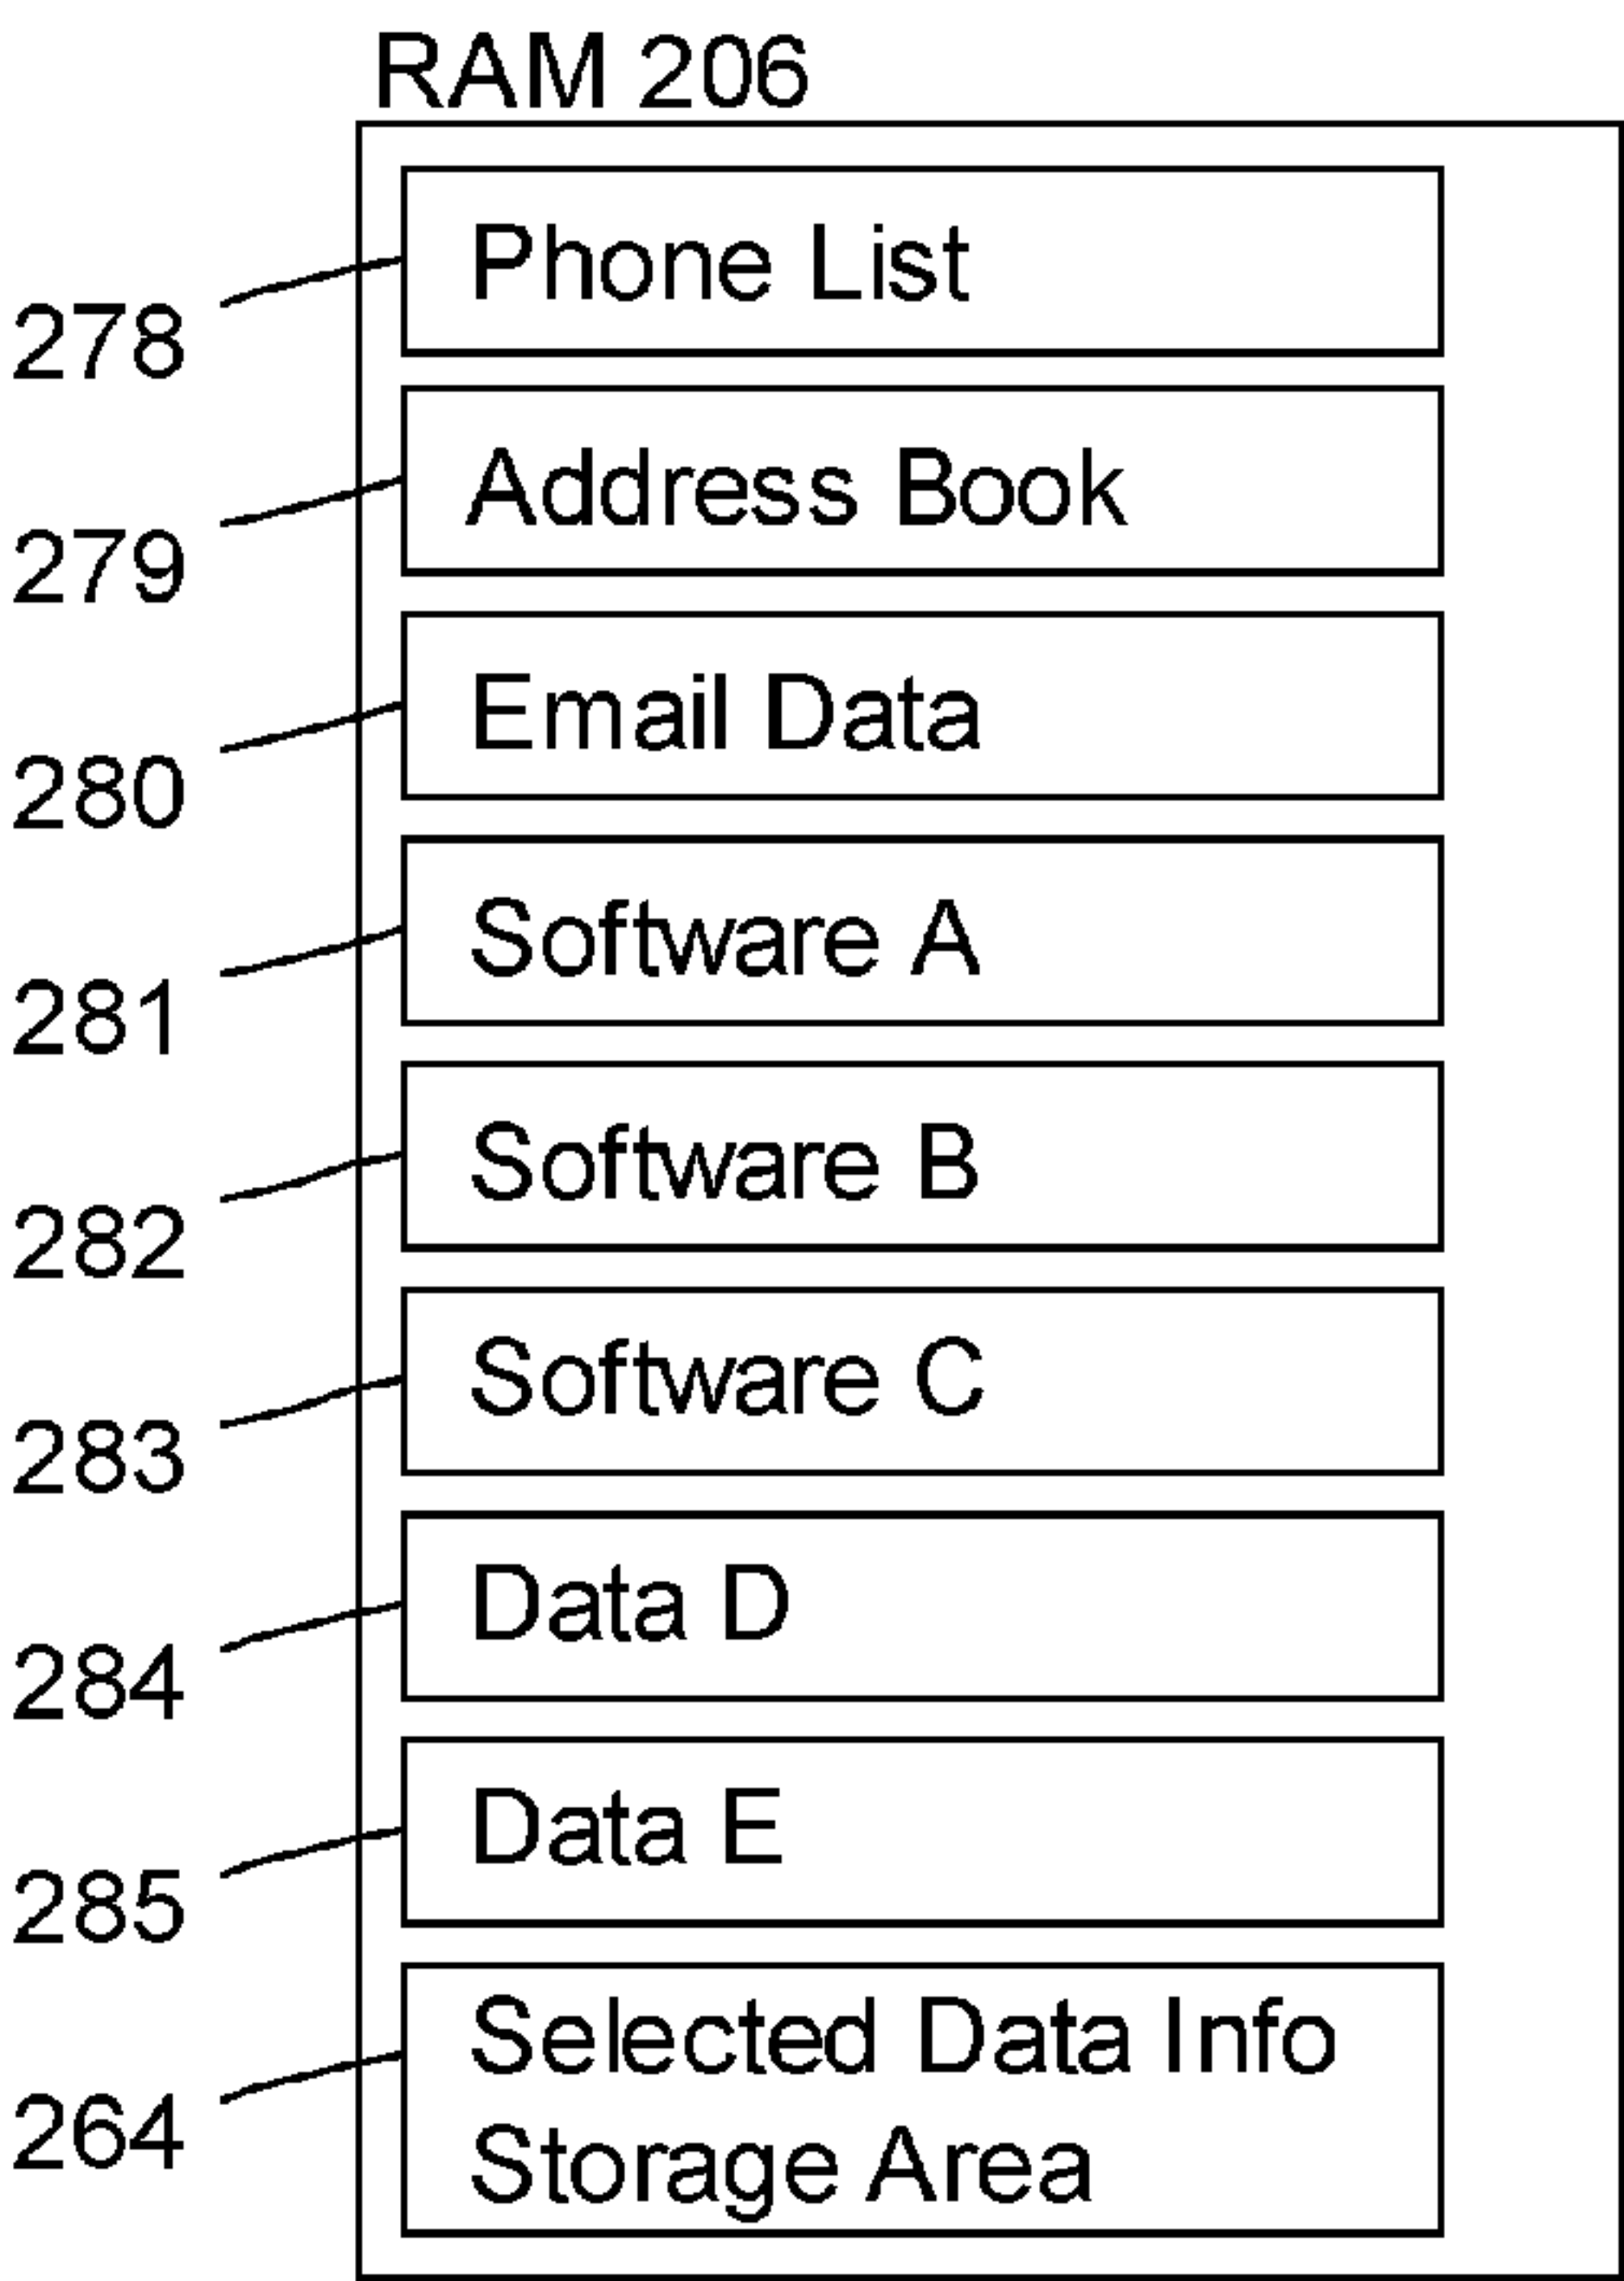 RAM 206
Phone List
278
Address Book
279
Email Data
280
Software A
281
Software B
282
Software C
283
Data D
284
Data E
285
Selected Data Info
Storage Area
264